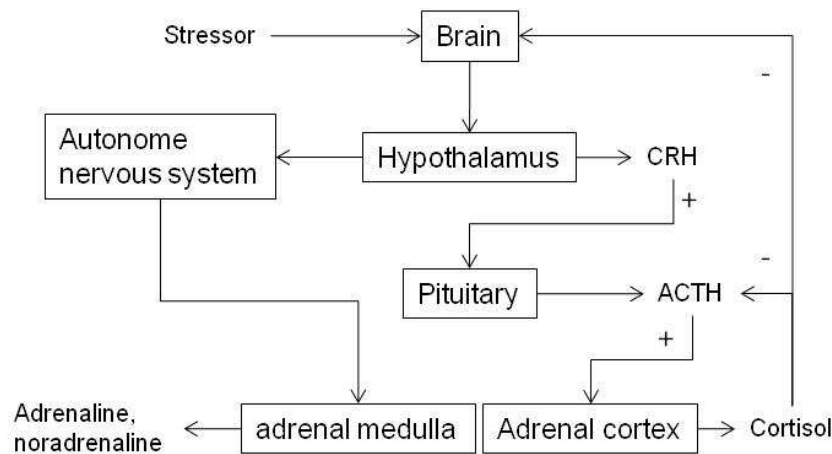 Stressor
Brain
-
Autonome
nervous system
Hypothalamus
CRH
+
-
Pituitary
ACTH
+
Adrenaline,
noradrenaline
adrenal medulla
Adrenal cortex
Cortisol